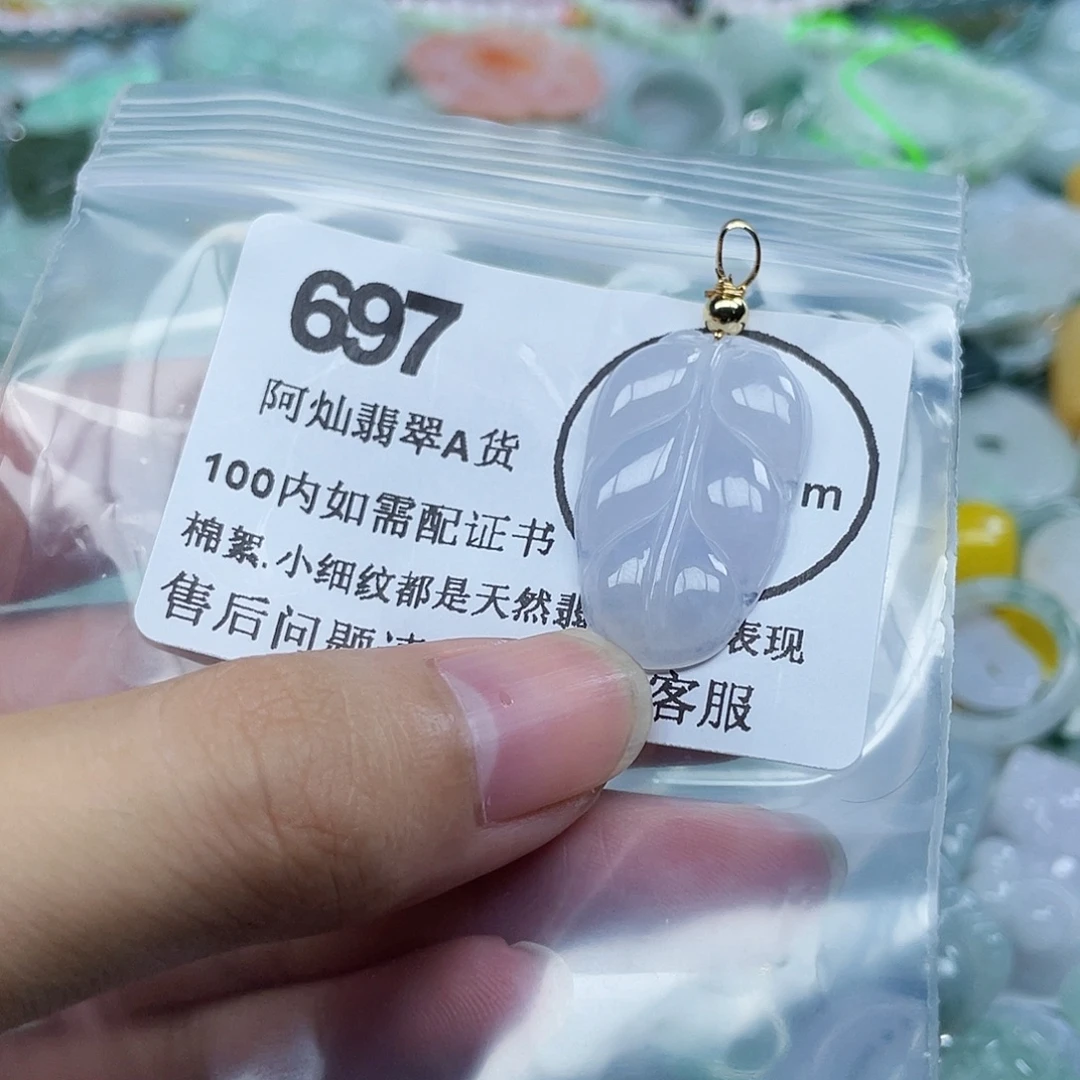 697
阿灿翡翠A货
100内如需配证书
m
棉絮.小细纹都是天然翡 表现
售后问题 客服